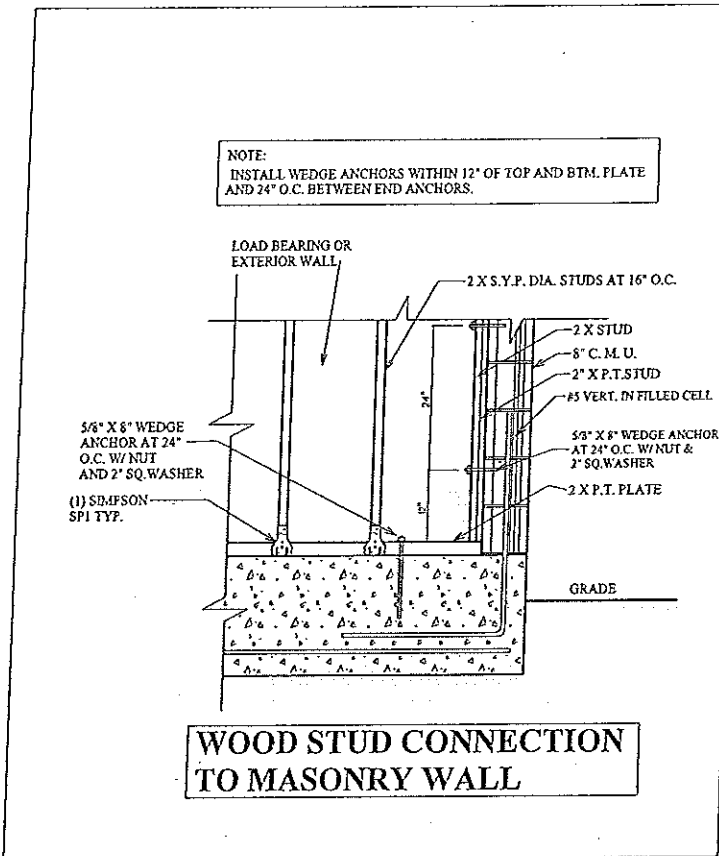 NOTE:
INSTALL WEDGE ANCHORS WITHIN 12" OF TOP AND BTM. PLATE
AND 24" O.C. BETWEEN END ANCHORS.
LOAD BEARING OR
EXTERIOR WALL
2 X S.Y.P. DIA. STUDS AT 16" O.C.
2 X STUD
8" C. M. U.
2" X P.T.STUD
#5 VERT. IN FILLED CELL
5/8" X 8" WEDGE ANCHOR
AT 24" O.C. W/ NUT &
2" SQ.WASHER
2 X P.T. PLATE
24"
12"
5/8" X 8" WEDGE
ANCHOR AT 24"
O.C. W/ NUT
AND 2" SQ.WASHER
(1) SIMPSON
SP1 TYP.
GRADE
WOOD STUD CONNECTION
TO MASONRY WALL